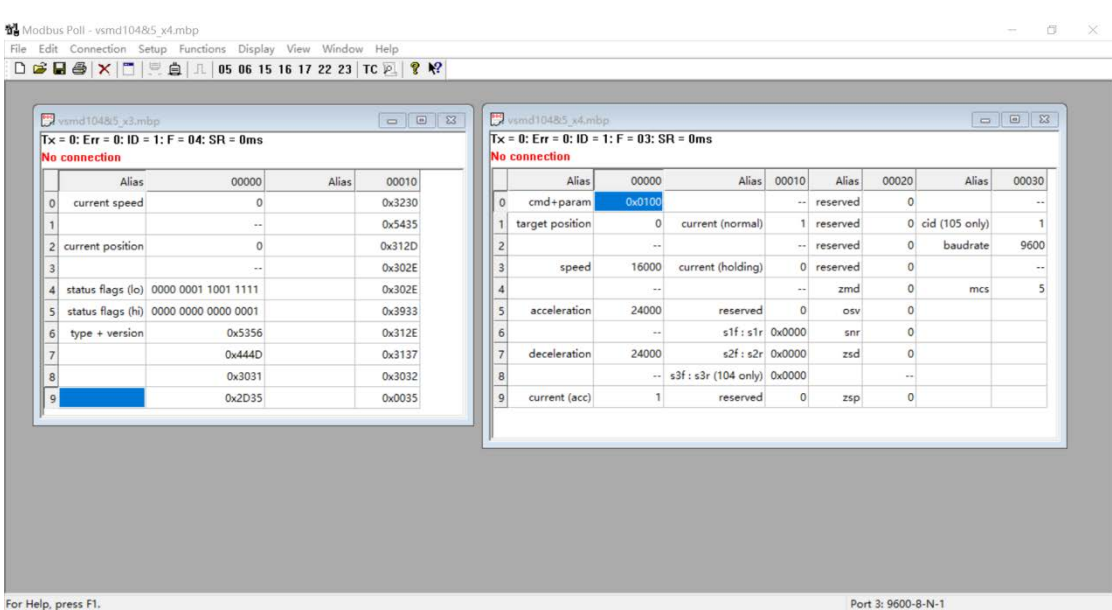 Modbus Poll - vsmd104&5_x4.mbp
File Edit Connection Setup Functions Display View Window Help
05 06 15 16 17 22 23 TC
vsmd104&5_x3.mbp
Tx = 0: Err = 0: ID = 1: F = 04: SR = 0ms
No connection
Alias 00000 Alias 00010
0 current speed 0 0x3230
1 -- 0x5435
2 current position 0 0x312D
3 -- 0x302E
4 status flags (lo) 0000 0001 1001 1111 0x302E
5 status flags (hi) 0000 0000 0000 0001 0x3933
6 type + version 0x5356 0x312E
7 0x444D 0x3137
8 0x3031 0x3032
9 0x2D35 0x0035
vsmd104&5_x4.mbp
Tx = 0: Err = 0: ID = 1: F = 03: SR = 0ms
No connection
Alias 00000 Alias 00010 Alias 00020 Alias 00030
0 cmd+param 0x0100 -- reserved 0 --
1 target position 0 current (normal) 1 reserved 0 cid (105 only) 1
2 -- -- reserved 0 baudrate 9600
3 speed 16000 current (holding) 0 reserved 0 --
4 -- -- zmd 0 mcs 5
5 acceleration 24000 reserved 0 osv 0
6 -- s1f : s1r 0x0000 snr 0
7 deceleration 24000 s2f : s2r 0x0000 zsd 0
8 -- s3f : s3r (104 only) 0x0000 --
9 current (acc) 1 reserved 0 zsp 0
For Help, press F1.
Port 3: 9600-8-N-1